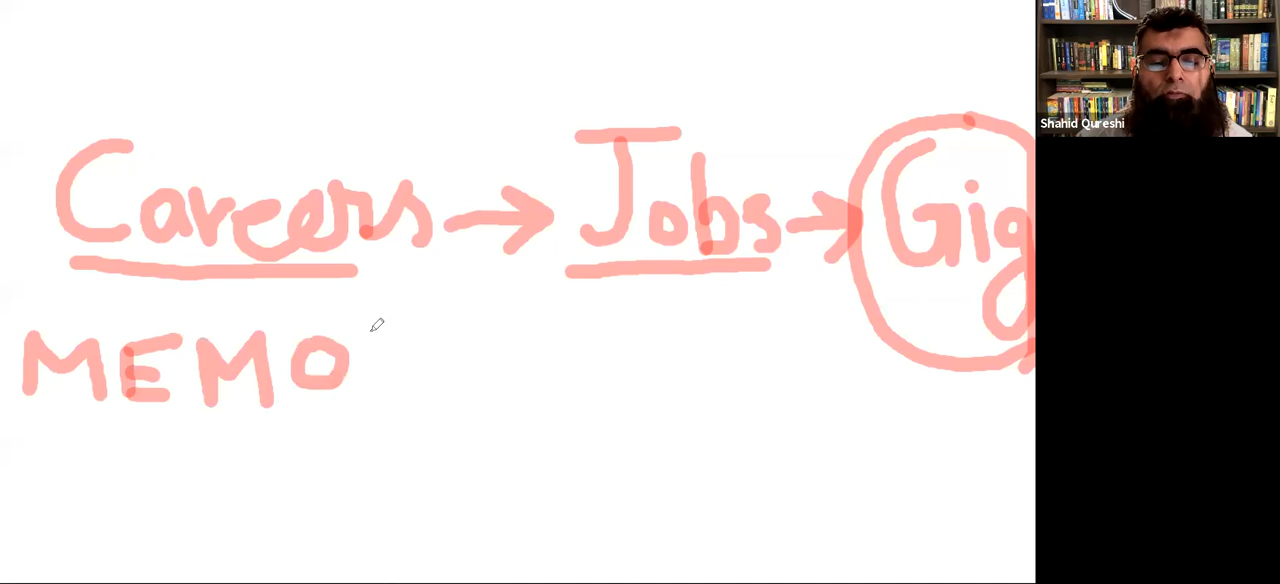 Careers → Jobs → Gig
MEMO
Shahid Qureshi